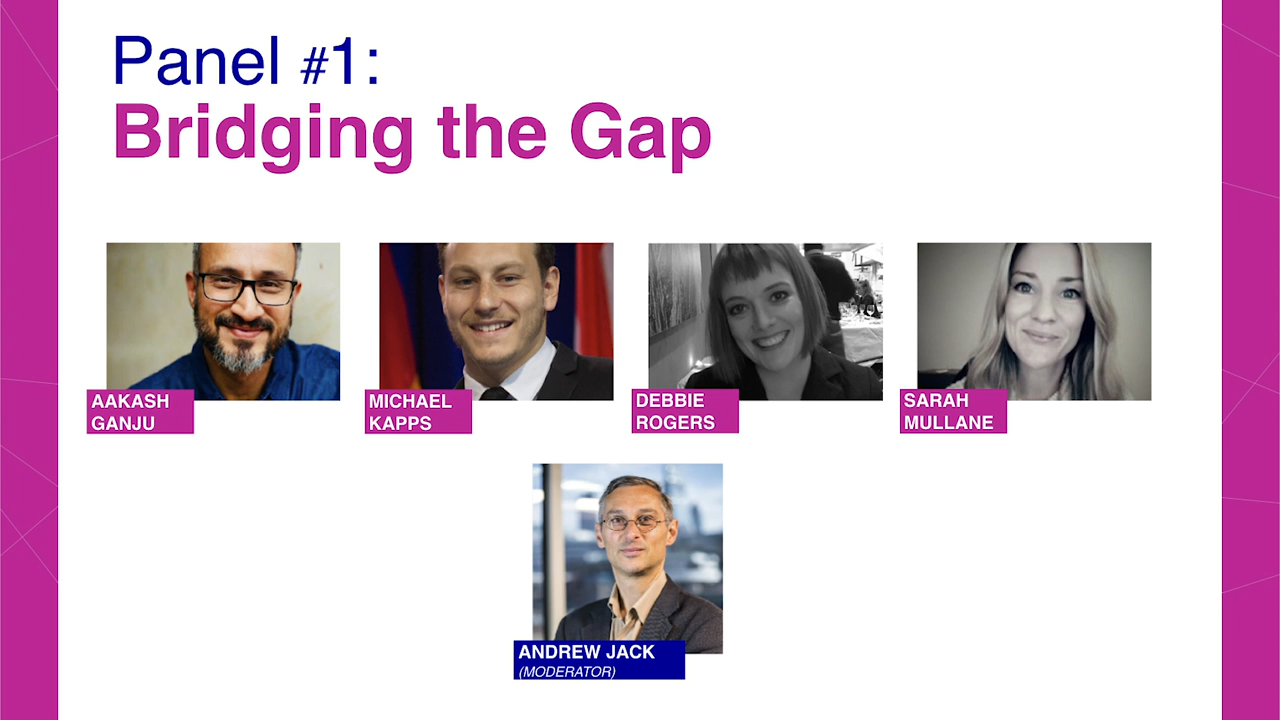 Panel #1:
Bridging the Gap
AAKASH
GANJU
MICHAEL
KAPPS
DEBBIE
ROGERS
SARAH
MULLANE
ANDREW JACK
(MODERATOR)